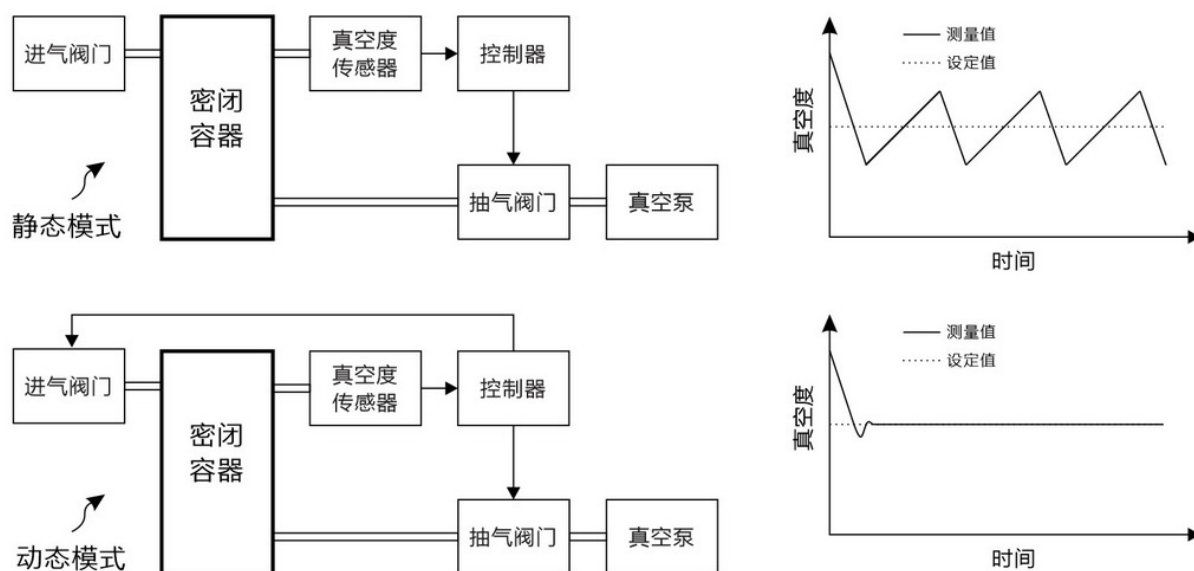 进气阀门
密闭
容器
真空度
传感器
控制器
抽气阀门
真空泵
静态模式
测量值
设定值
真空度
时间
进气阀门
密闭
容器
真空度
传感器
控制器
抽气阀门
真空泵
动态模式
测量值
设定值
真空度
时间